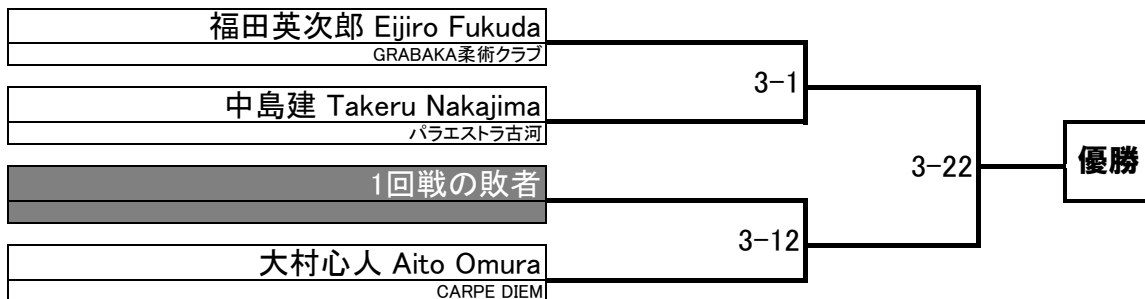 福田英次郎 Eijiro Fukuda
GRABAKA柔術クラブ
3-1
中島建 Takeru Nakajima
パラエストラ古河
3-22
優勝
1回戦の敗者
3-12
大村心人 Aito Omura
CARPE DIEM